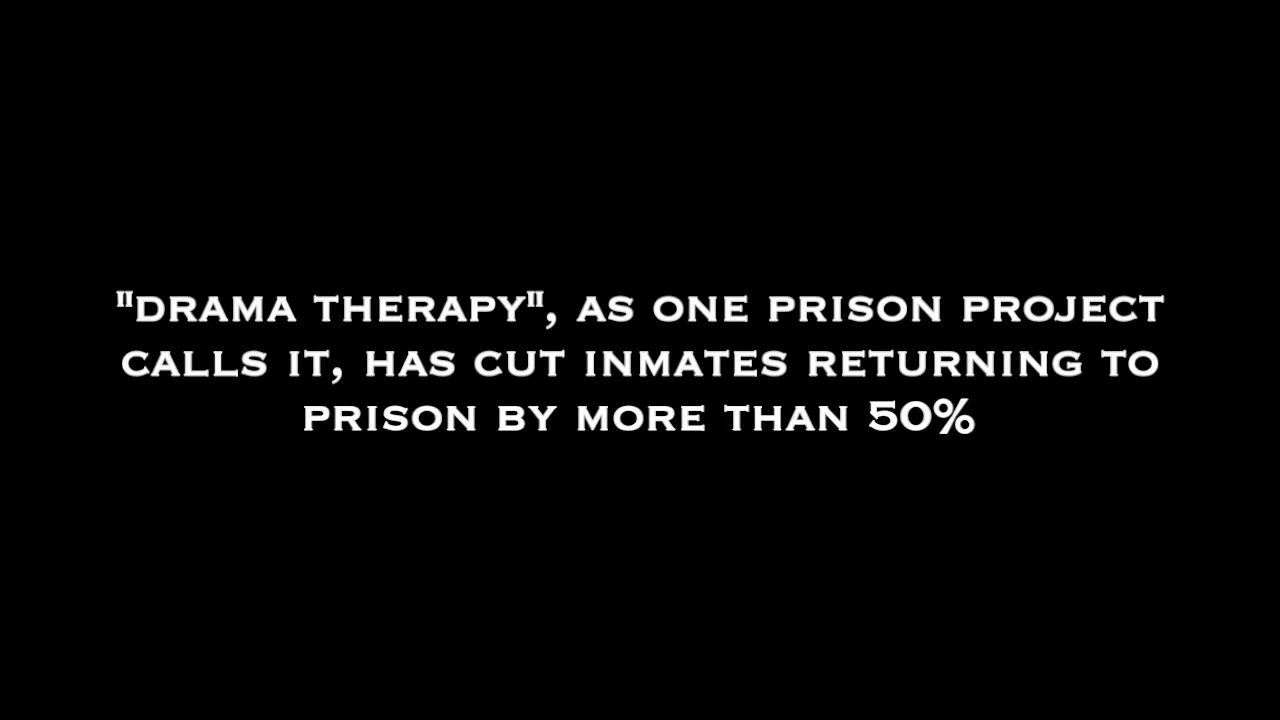 "DRAMA THERAPY", AS ONE PRISON PROJECT
CALLS IT, HAS CUT INMATES RETURNING TO
PRISON BY MORE THAN 50%